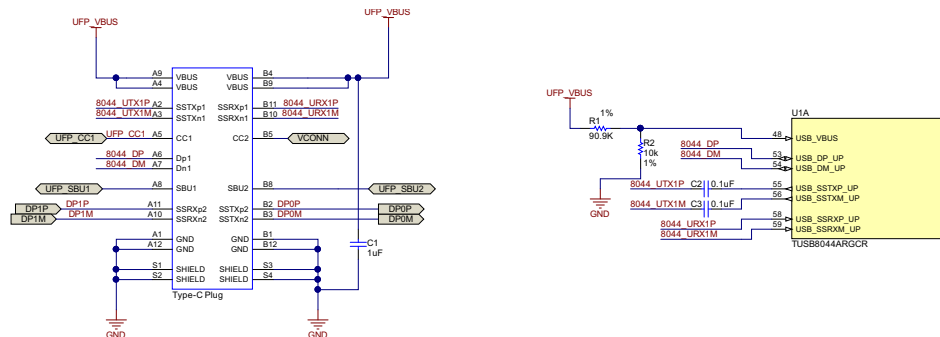 UFP_VBUS
UFP_VBUS
A9 VBUS VBUS B4
A4 VBUS VBUS B9
8044_UTX1P A2 SSTXp1 SSRXp1 B11 8044_URX1P
8044_UTX1M A3 SSTXn1 SSRXn1 B10 8044_URX1M
UFP_CC1 UFP_CC1 A5 CC1 CC2 B5 VCONN
8044_DP A6 Dp1
8044_DM A7 Dn1
UFP_SBU1 A8 SBU1 SBU2 B8 UFP_SBU2
DP1P DP1P A11 SSRXp2 SSTXp2 B2 DP0P DP0P
DP1M DP1M A10 SSRXn2 SSTXn2 B3 DP0M DP0M
A1 GND GND B1
A12 GND GND B12
C1
1uF
S1 SHIELD SHIELD S3
S2 SHIELD SHIELD S4
Type-C Plug
GND
GND
UFP_VBUS
1%
R1
90.9K
R2
10k
1%
GND
U1A
48 USB_VBUS
8044_DP 53 USB_DP_UP
8044_DM 54 USB_DM_UP
8044_UTX1P C2 0.1uF 55 USB_SSTXP_UP
8044_UTX1M C3 0.1uF 56 USB_SSTXM_UP
8044_URX1P 58 USB_SSRXP_UP
8044_URX1M 59 USB_SSRXM_UP
TUSB8044ARGCR